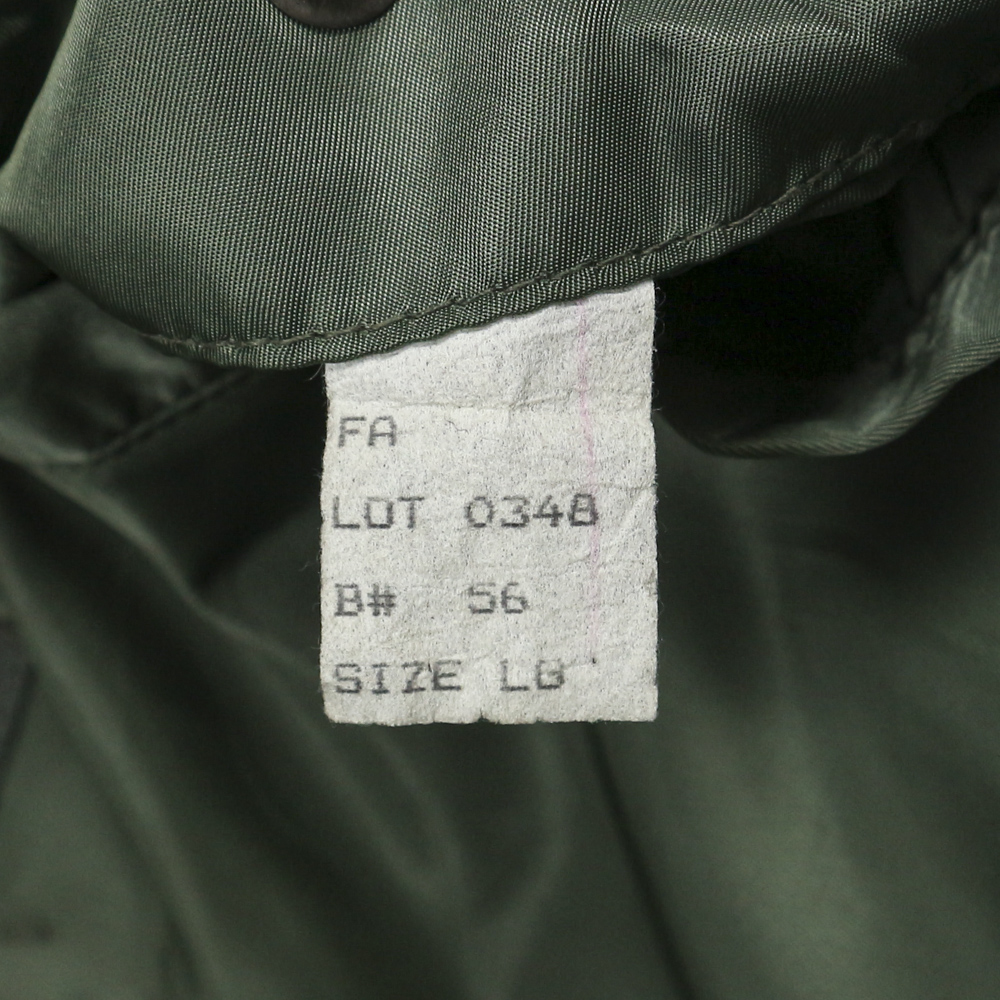 FA
LOT 0348
B# 56
SIZE LG